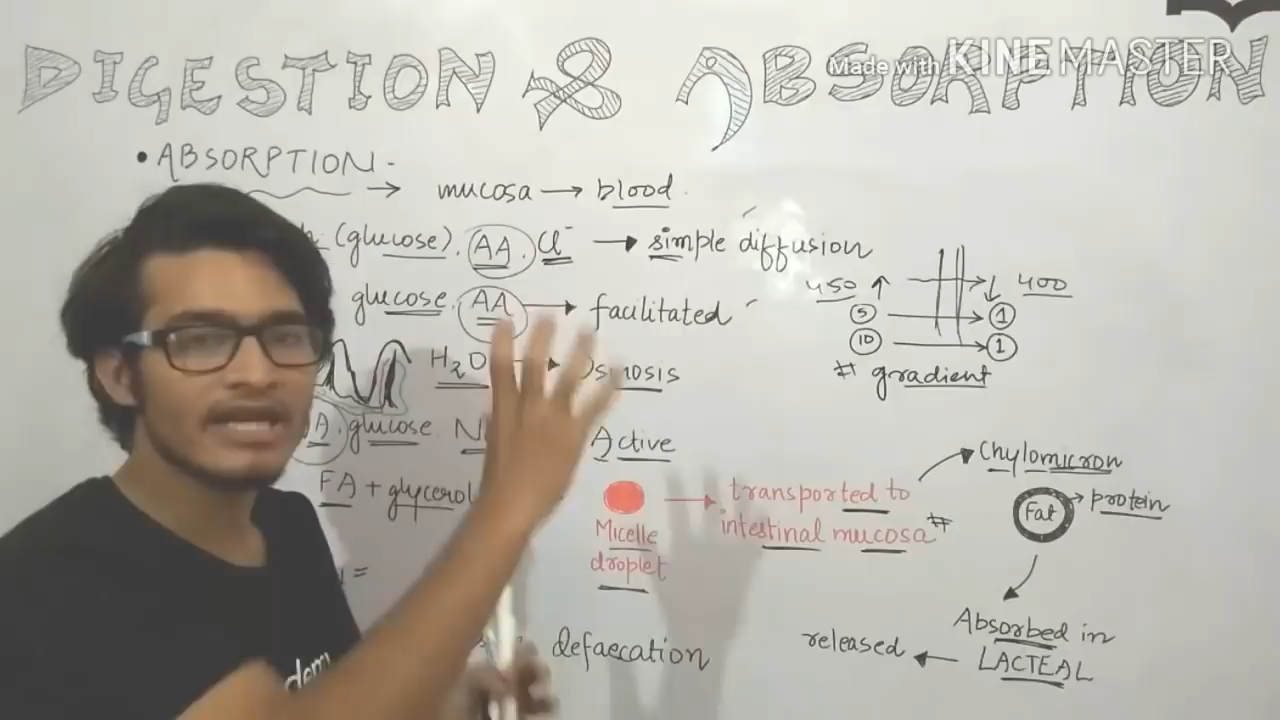 DIGESTION & ABSORPTION
Made with KINEMASTER
• ABSORPTION -
→ mucosa → blood
(glucose). AA. Cl⁻ → simple diffusion
glucose. AA → facilitated
H₂O → Osmosis
A. glucose. N Active
FA + glycerol
Micelle
droplet
→ transported to
intestinal mucosa #
450 ↑ ↓ 400
5 → 1
10 → 1
# gradient
Chylomicron
Fat → protein
Absorbed in
LACTEAL
released ←
=
defaecation